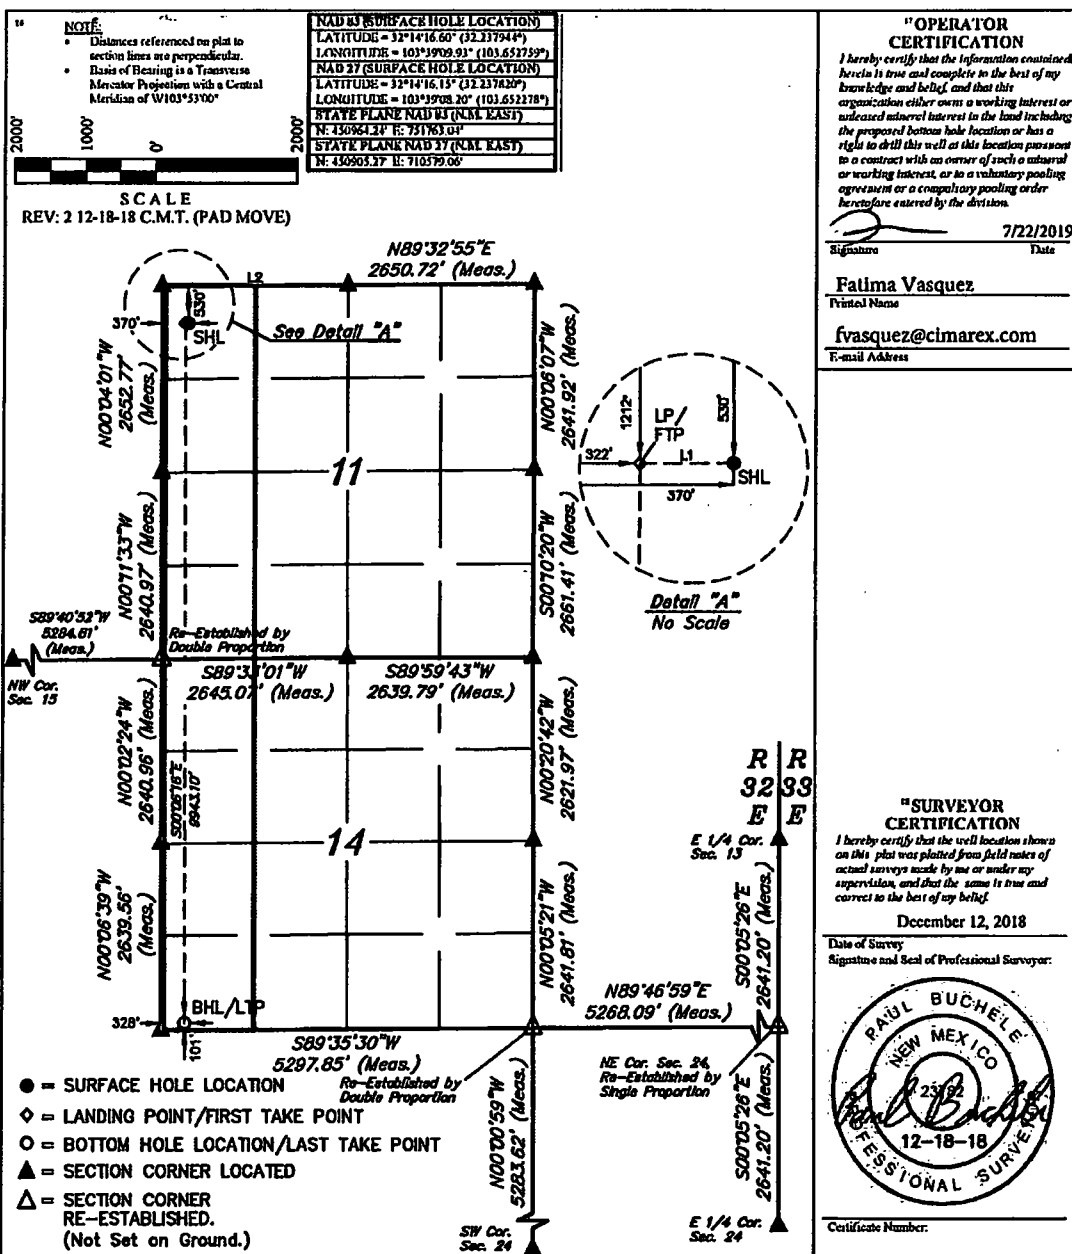 16
NOTE:
• Distances referenced on plat to
section lines are perpendicular.
• Basis of Bearing is a Transverse
Mercator Projection with a Central
Meridian of W103°53'00"
2000'
1000'
0'
2000'
SCALE
REV: 2 12-18-18 C.M.T. (PAD MOVE)
NAD 83 (SURFACE HOLE LOCATION)
LATITUDE = 32°14'16.60" (32.237944°)
LONGITUDE = 103°39'09.93" (103.652759°)
NAD 27 (SURFACE HOLE LOCATION)
LATITUDE = 32°14'16.15" (32.237820°)
LONGITUDE = 103°39'08.20" (103.652278°)
STATE PLANE NAD 83 (N.M. EAST)
N: 450964.24' E: 751763.04'
STATE PLANE NAD 27 (N.M. EAST)
N: 450905.27' E: 710579.06'
N89°32'55"E
2650.72' (Meas.)
L2
530'
370'
SHL
See Detail "A"
N00°04'01"W
2652.77'
(Meas.)
N00°06'07"W
2641.92' (Meas.)
11
N00°11'33"W
2640.97' (Meas.)
S00°10'20"W
2661.41' (Meas.)
1212'
LP/
FTP
530'
322'
L1
SHL
370'
Detail "A"
No Scale
S89°40'52"W
5284.61'
(Meas.)
Re-Established by
Double Proportion
NW Cor.
Sec. 15
S89°33'01"W
2645.07' (Meas.)
S89°59'43"W
2639.79' (Meas.)
N00°02'24"W
2640.96' (Meas.)
S00°06'16"E
8943.10'
N00°20'42"W
2621.97' (Meas.)
14
R R
32 33
E E
E 1/4 Cor.
Sec. 13
N00°06'39"W
2639.56'
(Meas.)
N00°05'21"W
2641.81' (Meas.)
S00°05'26"E
2641.20' (Meas.)
BHL/LTP
328'
101'
N89°46'59"E
5268.09' (Meas.)
S89°35'30"W
5297.85' (Meas.)
Re-Established by
Double Proportion
NE Cor. Sec. 24,
Re-Established by
Single Proportion
N00°00'59"W
5283.62' (Meas.)
S00°05'26"E
2641.20' (Meas.)
SW Cor.
Sec. 24
E 1/4 Cor.
Sec. 24
● = SURFACE HOLE LOCATION
◇ = LANDING POINT/FIRST TAKE POINT
○ = BOTTOM HOLE LOCATION/LAST TAKE POINT
▲ = SECTION CORNER LOCATED
△ = SECTION CORNER
RE-ESTABLISHED.
(Not Set on Ground.)
17 OPERATOR
CERTIFICATION
I hereby certify that the information contained
herein is true and complete to the best of my
knowledge and belief, and that this
organization either owns a working interest or
unleased mineral interest in the land including
the proposed bottom hole location or has a
right to drill this well at this location pursuant
to a contract with an owner of such a mineral
or working interest, or to a voluntary pooling
agreement or a compulsory pooling order
heretofore entered by the division.
7/22/2019
Signature Date
Fatima Vasquez
Printed Name
fvasquez@cimarex.com
E-mail Address
18 SURVEYOR
CERTIFICATION
I hereby certify that the well location shown
on this plat was plotted from field notes of
actual surveys made by me or under my
supervision, and that the same is true and
correct to the best of my belief.
December 12, 2018
Date of Survey
Signature and Seal of Professional Surveyor:
PAUL BUCHELE
NEW MEXICO
Paul Buchele
12-18-18
PROFESSIONAL SURVEYOR
Certificate Number: